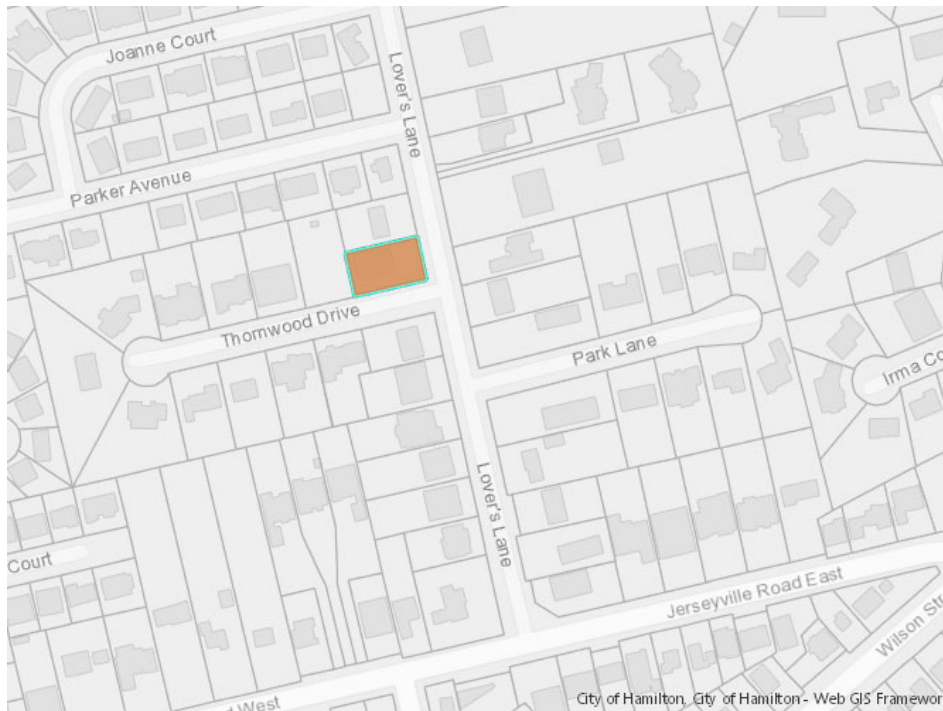 Joanne Court
Lover's Lane
Parker Avenue
Thornwood Drive
Park Lane
Irma Co
Lover's Lane
Court
Jerseyville Road East
Wilson Str
d West
City of Hamilton, City of Hamilton - Web GIS Framewor